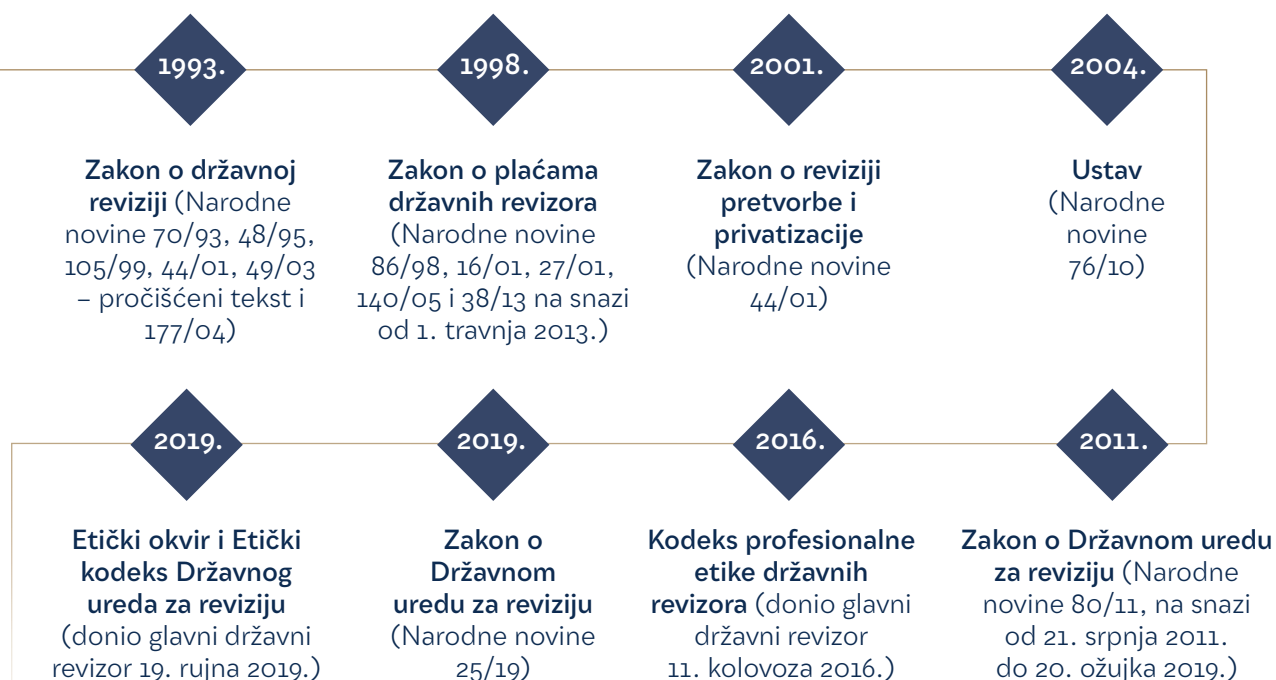 1993.
Zakon o državnoj
reviziji (Narodne
novine 70/93, 48/95,
105/99, 44/01, 49/03
– pročišćeni tekst i
177/04)
1998.
Zakon o plaćama
državnih revizora
(Narodne novine
86/98, 16/01, 27/01,
140/05 i 38/13 na snazi
od 1. travnja 2013.)
2001.
Zakon o reviziji
pretvorbe i
privatizacije
(Narodne novine
44/01)
2004.
Ustav
(Narodne
novine
76/10)
2011.
Zakon o Državnom uredu
za reviziju (Narodne
novine 80/11, na snazi
od 21. srpnja 2011.
do 20. ožujka 2019.)
2016.
Kodeks profesionalne
etike državnih
revizora (donio glavni
državni revizor
11. kolovoza 2016.)
2019.
Zakon o
Državnom
uredu za reviziju
(Narodne novine
25/19)
2019.
Etički okvir i Etički
kodeks Državnog
ureda za reviziju
(donio glavni državni
revizor 19. rujna 2019.)